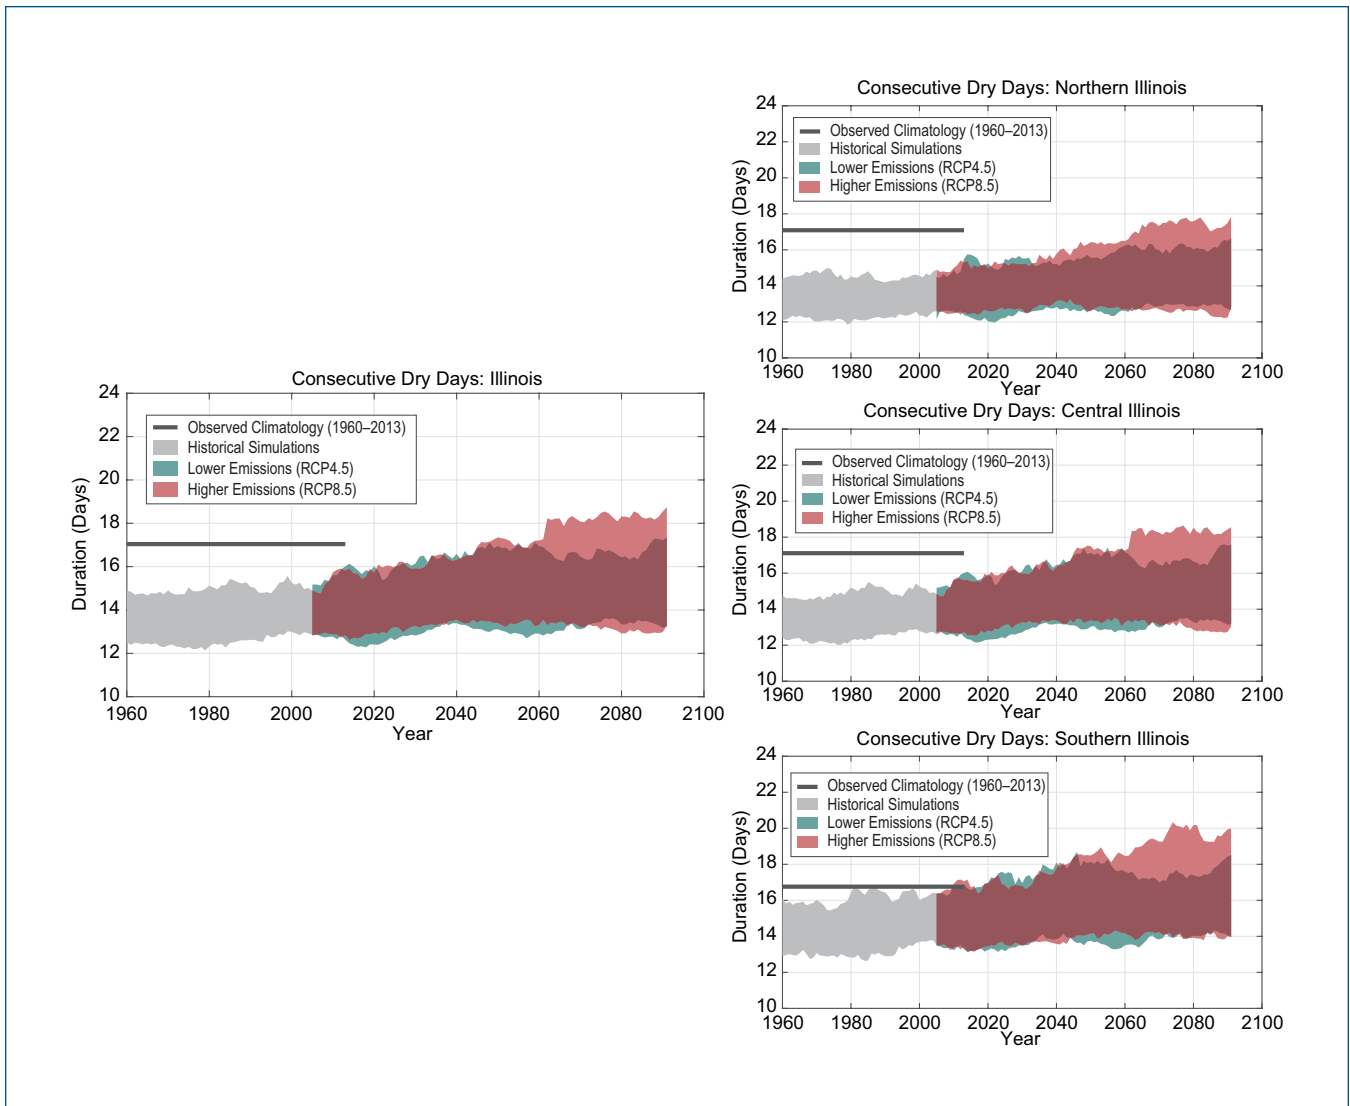 Consecutive Dry Days: Northern Illinois
24
22
20
18
16
14
12
10
Duration (Days)
Observed Climatology (1960–2013)
Historical Simulations
Lower Emissions (RCP4.5)
Higher Emissions (RCP8.5)
1960 1980 2000 2020 2040 2060 2080 2100
Year
Consecutive Dry Days: Illinois
24
22
20
18
16
14
12
10
Duration (Days)
Observed Climatology (1960–2013)
Historical Simulations
Lower Emissions (RCP4.5)
Higher Emissions (RCP8.5)
1960 1980 2000 2020 2040 2060 2080 2100
Year
Consecutive Dry Days: Central Illinois
24
22
20
18
16
14
12
10
Duration (Days)
Observed Climatology (1960–2013)
Historical Simulations
Lower Emissions (RCP4.5)
Higher Emissions (RCP8.5)
1960 1980 2000 2020 2040 2060 2080 2100
Year
Consecutive Dry Days: Southern Illinois
24
22
20
18
16
14
12
10
Duration (Days)
Observed Climatology (1960–2013)
Historical Simulations
Lower Emissions (RCP4.5)
Higher Emissions (RCP8.5)
1960 1980 2000 2020 2040 2060 2080 2100
Year